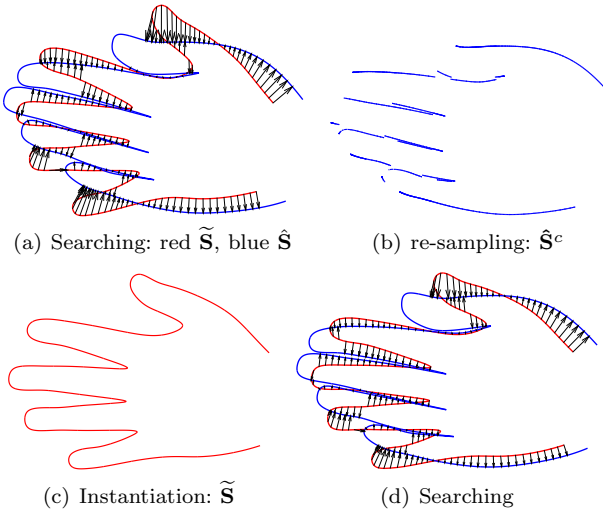 (a) Searching: red S̃, blue Ŝ
(b) re-sampling: Ŝᶜ
(c) Instantiation: S̃
(d) Searching